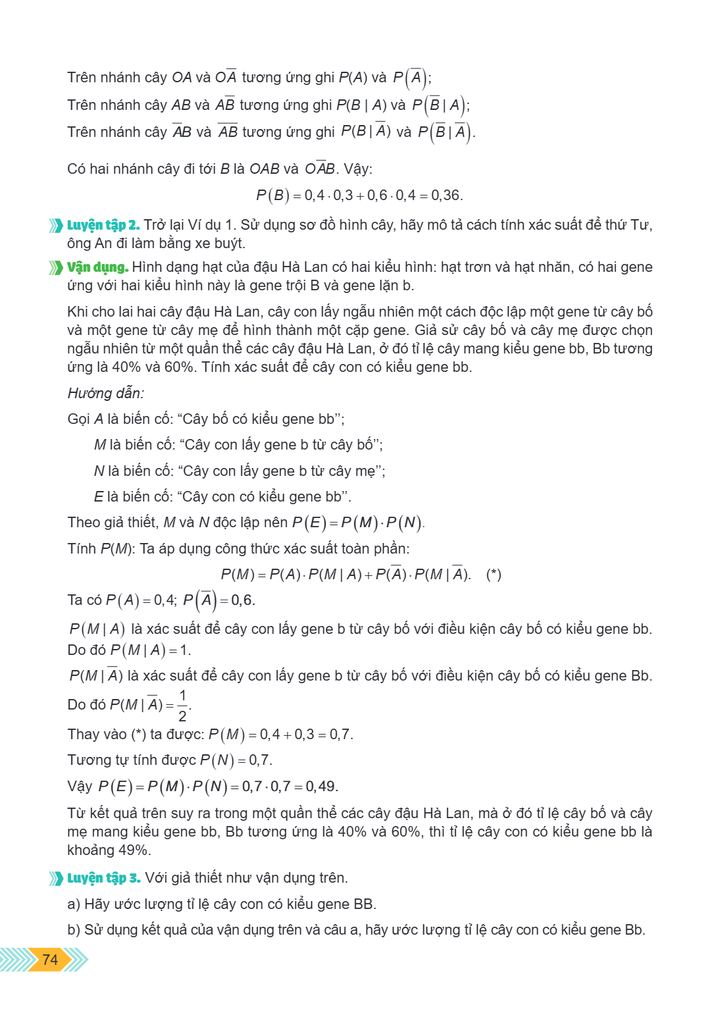 Trên nhánh cây OA và OA̅ tương ứng ghi P(A) và P(A̅);
Trên nhánh cây AB và AB̅ tương ứng ghi P(B | A) và P(B̅ | A);
Trên nhánh cây A̅B và A̅B̅ tương ứng ghi P(B | A̅) và P(B̅ | A̅).
Có hai nhánh cây đi tới B là OAB và OA̅B. Vậy:
P(B) = 0,4 · 0,3 + 0,6 · 0,4 = 0,36.
Luyện tập 2. Trở lại Ví dụ 1. Sử dụng sơ đồ hình cây, hãy mô tả cách tính xác suất để thứ Tư,
ông An đi làm bằng xe buýt.
Vận dụng. Hình dạng hạt của đậu Hà Lan có hai kiểu hình: hạt trơn và hạt nhăn, có hai gene
ứng với hai kiểu hình này là gene trội B và gene lặn b.
Khi cho lai hai cây đậu Hà Lan, cây con lấy ngẫu nhiên một cách độc lập một gene từ cây bố
và một gene từ cây mẹ để hình thành một cặp gene. Giả sử cây bố và cây mẹ được chọn
ngẫu nhiên từ một quần thể các cây đậu Hà Lan, ở đó tỉ lệ cây mang kiểu gene bb, Bb tương
ứng là 40% và 60%. Tính xác suất để cây con có kiểu gene bb.
Hướng dẫn:
Gọi A là biến cố: “Cây bố có kiểu gene bb”;
M là biến cố: “Cây con lấy gene b từ cây bố”;
N là biến cố: “Cây con lấy gene b từ cây mẹ”;
E là biến cố: “Cây con có kiểu gene bb”.
Theo giả thiết, M và N độc lập nên P(E) = P(M) · P(N).
Tính P(M): Ta áp dụng công thức xác suất toàn phần:
P(M) = P(A) · P(M | A) + P(A̅) · P(M | A̅). (*)
Ta có P(A) = 0,4; P(A̅) = 0,6.
P(M | A) là xác suất để cây con lấy gene b từ cây bố với điều kiện cây bố có kiểu gene bb.
Do đó P(M | A) = 1.
P(M | A̅) là xác suất để cây con lấy gene b từ cây bố với điều kiện cây bố có kiểu gene Bb.
Do đó P(M | A̅) = 1/2.
Thay vào (*) ta được: P(M) = 0,4 + 0,3 = 0,7.
Tương tự tính được P(N) = 0,7.
Vậy P(E) = P(M) · P(N) = 0,7 · 0,7 = 0,49.
Từ kết quả trên suy ra trong một quần thể các cây đậu Hà Lan, mà ở đó tỉ lệ cây bố và cây
mẹ mang kiểu gene bb, Bb tương ứng là 40% và 60%, thì tỉ lệ cây con có kiểu gene bb là
khoảng 49%.
Luyện tập 3. Với giả thiết như vận dụng trên.
a) Hãy ước lượng tỉ lệ cây con có kiểu gene BB.
b) Sử dụng kết quả của vận dụng trên và câu a, hãy ước lượng tỉ lệ cây con có kiểu gene Bb.
74